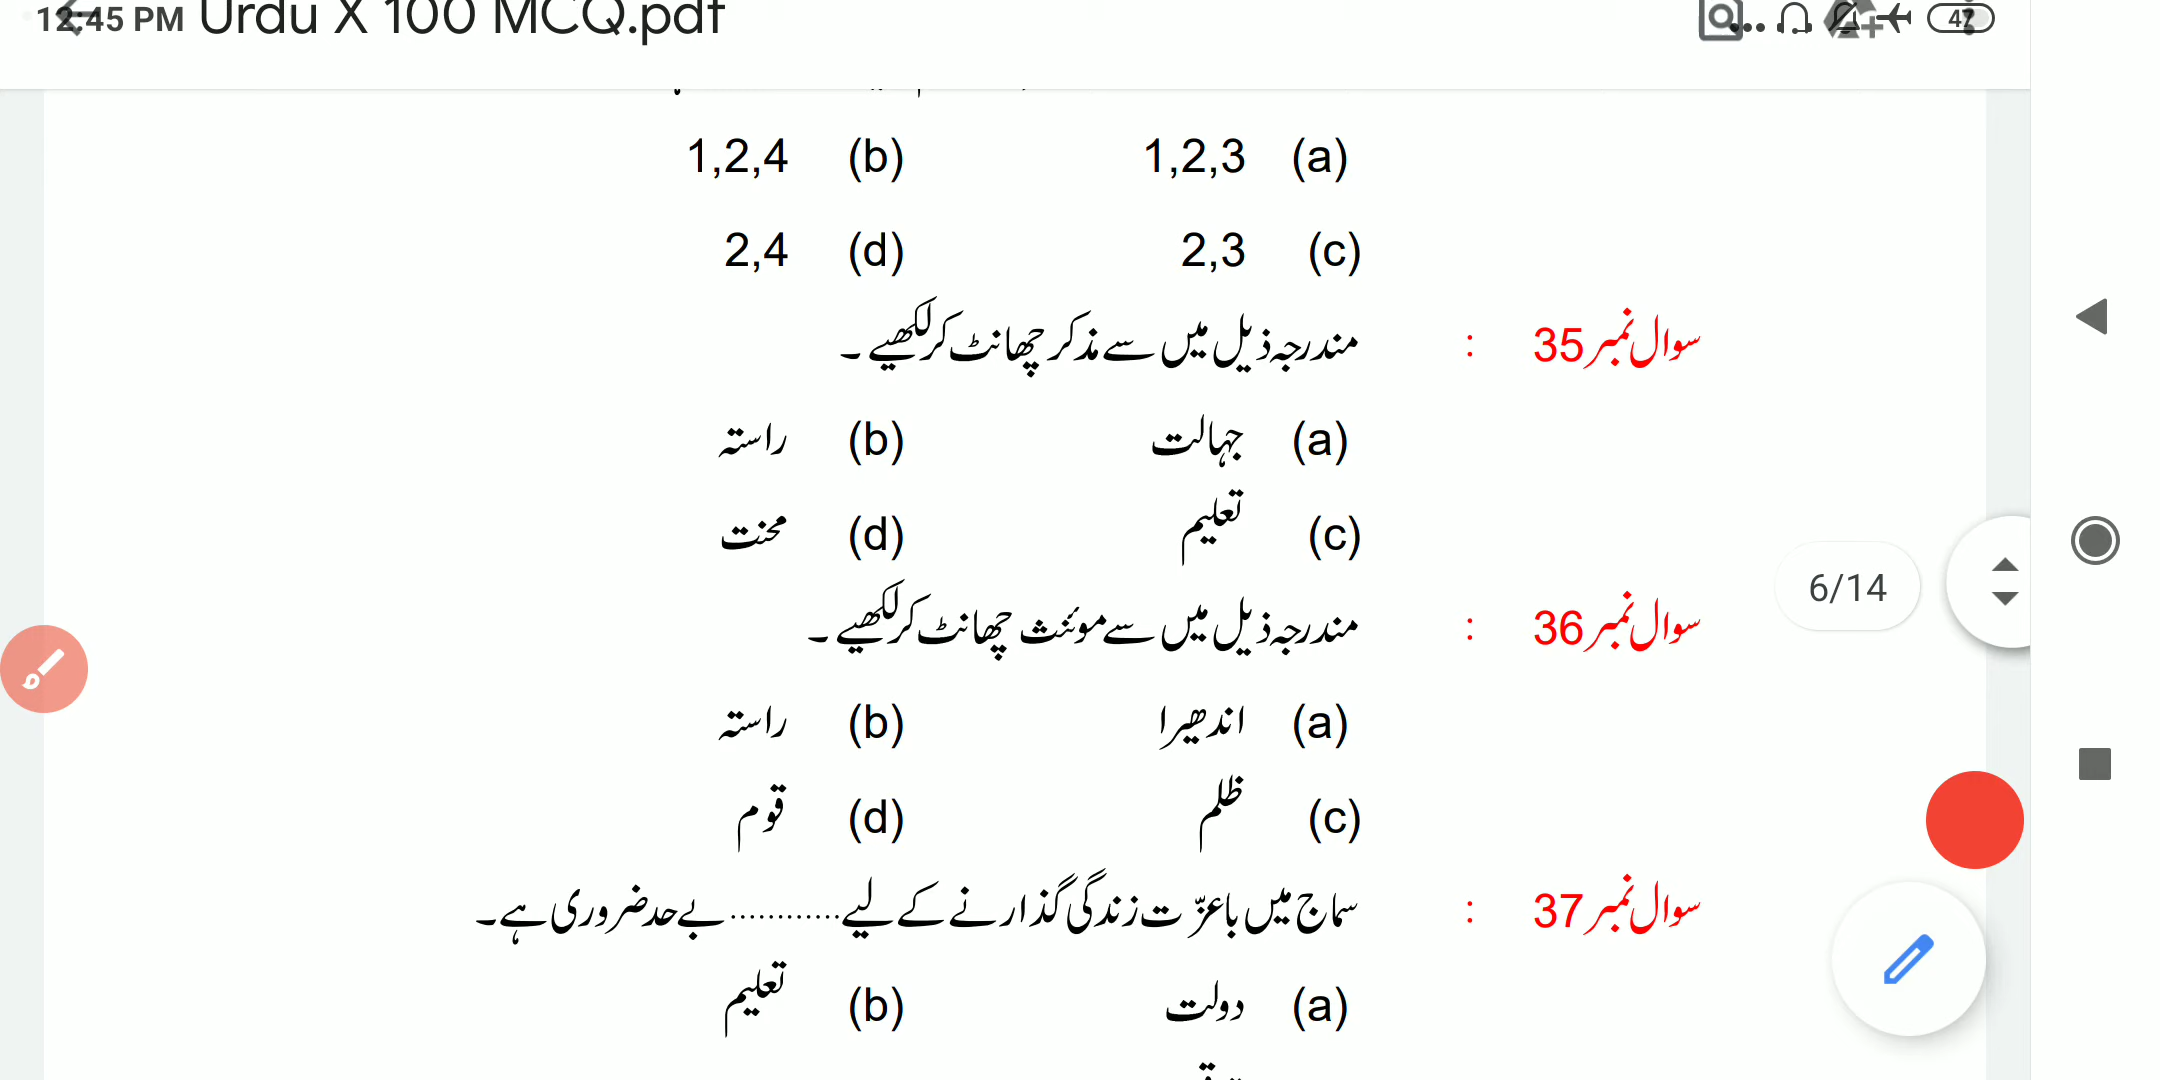 12:45 PM Urdu X 100 MCQ.pdf 47
(a) 1,2,3 (b) 1,2,4
(c) 2,3 (d) 2,4
سوال نمبر 35 : مندرجہ ذیل میں سے مذکر چھانٹ کر لکھیے۔
(a) جہالت (b) راستہ
(c) تعلیم (d) محنت
6/14
سوال نمبر 36 : مندرجہ ذیل میں سے موئنث چھانٹ کر لکھیے۔
(a) اندھیرا (b) راستہ
(c) ظلم (d) قوم
سوال نمبر 37 : سماج میں باعزّت زندگی گذارنے کے لیے............بے حد ضروری ہے۔
(a) دولت (b) تعلیم